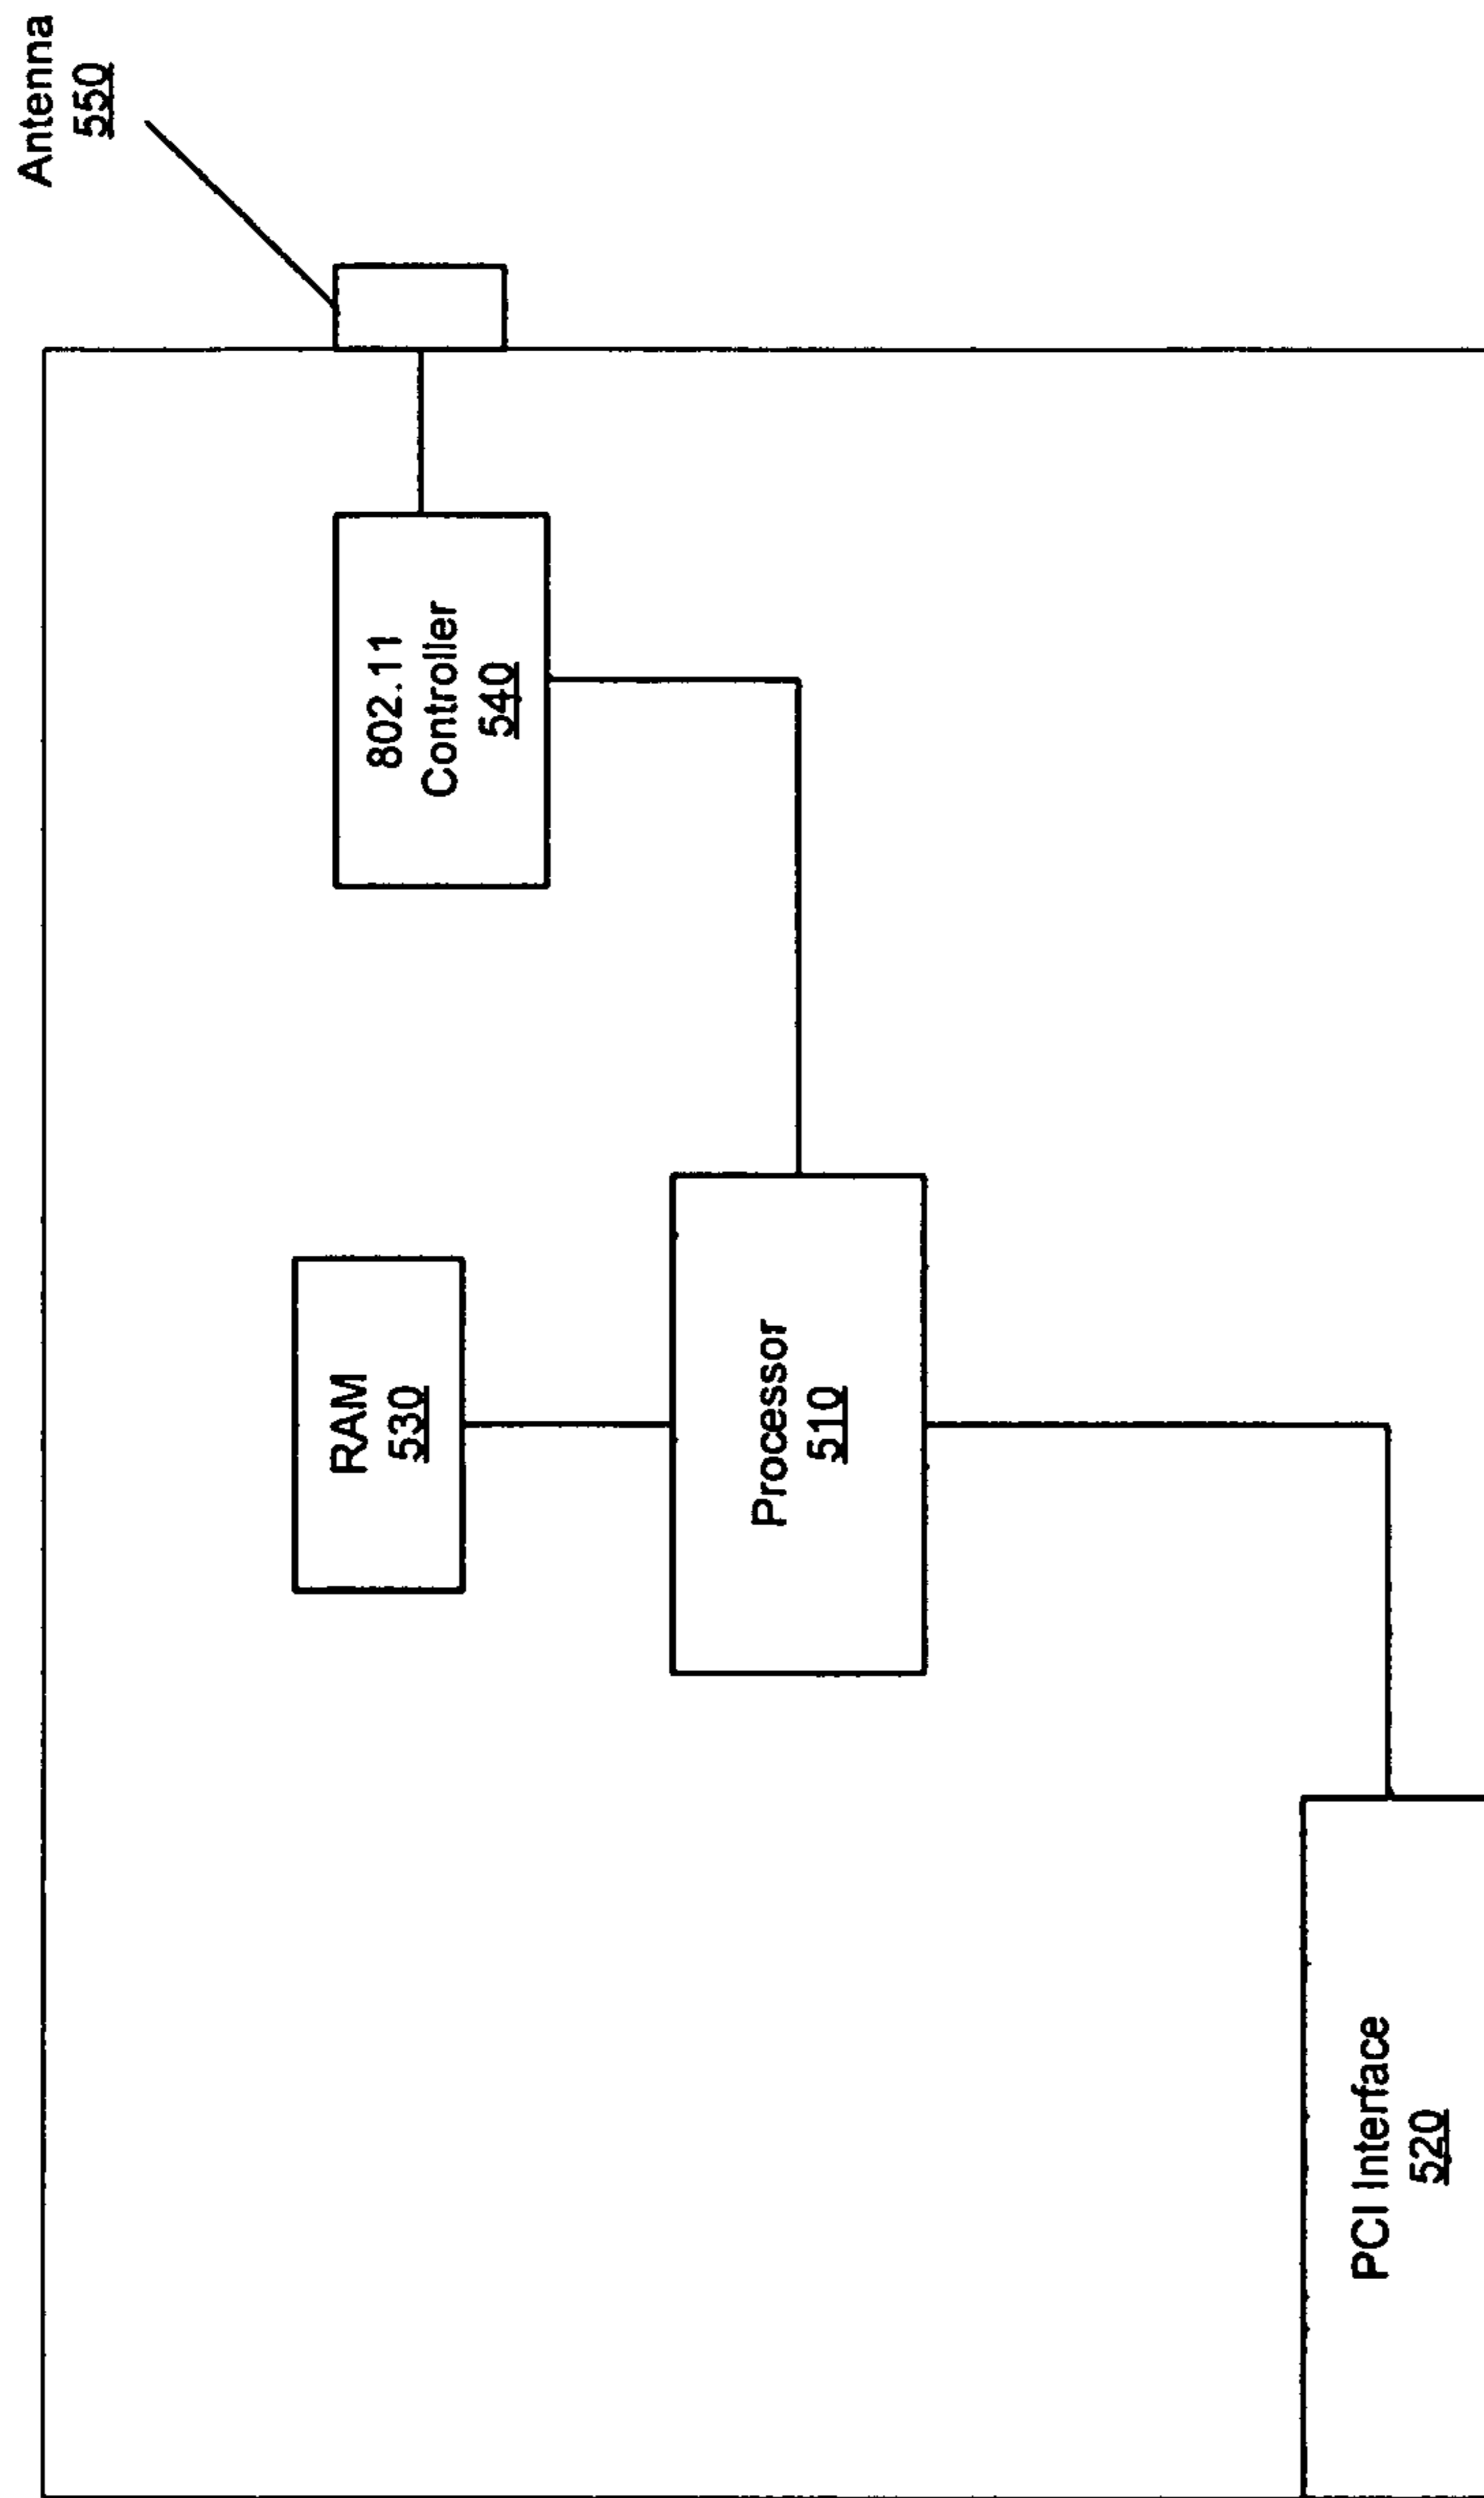 Antenna
550
802.11
Controller
540
RAM
530
Processor
510
PCI Interface
520